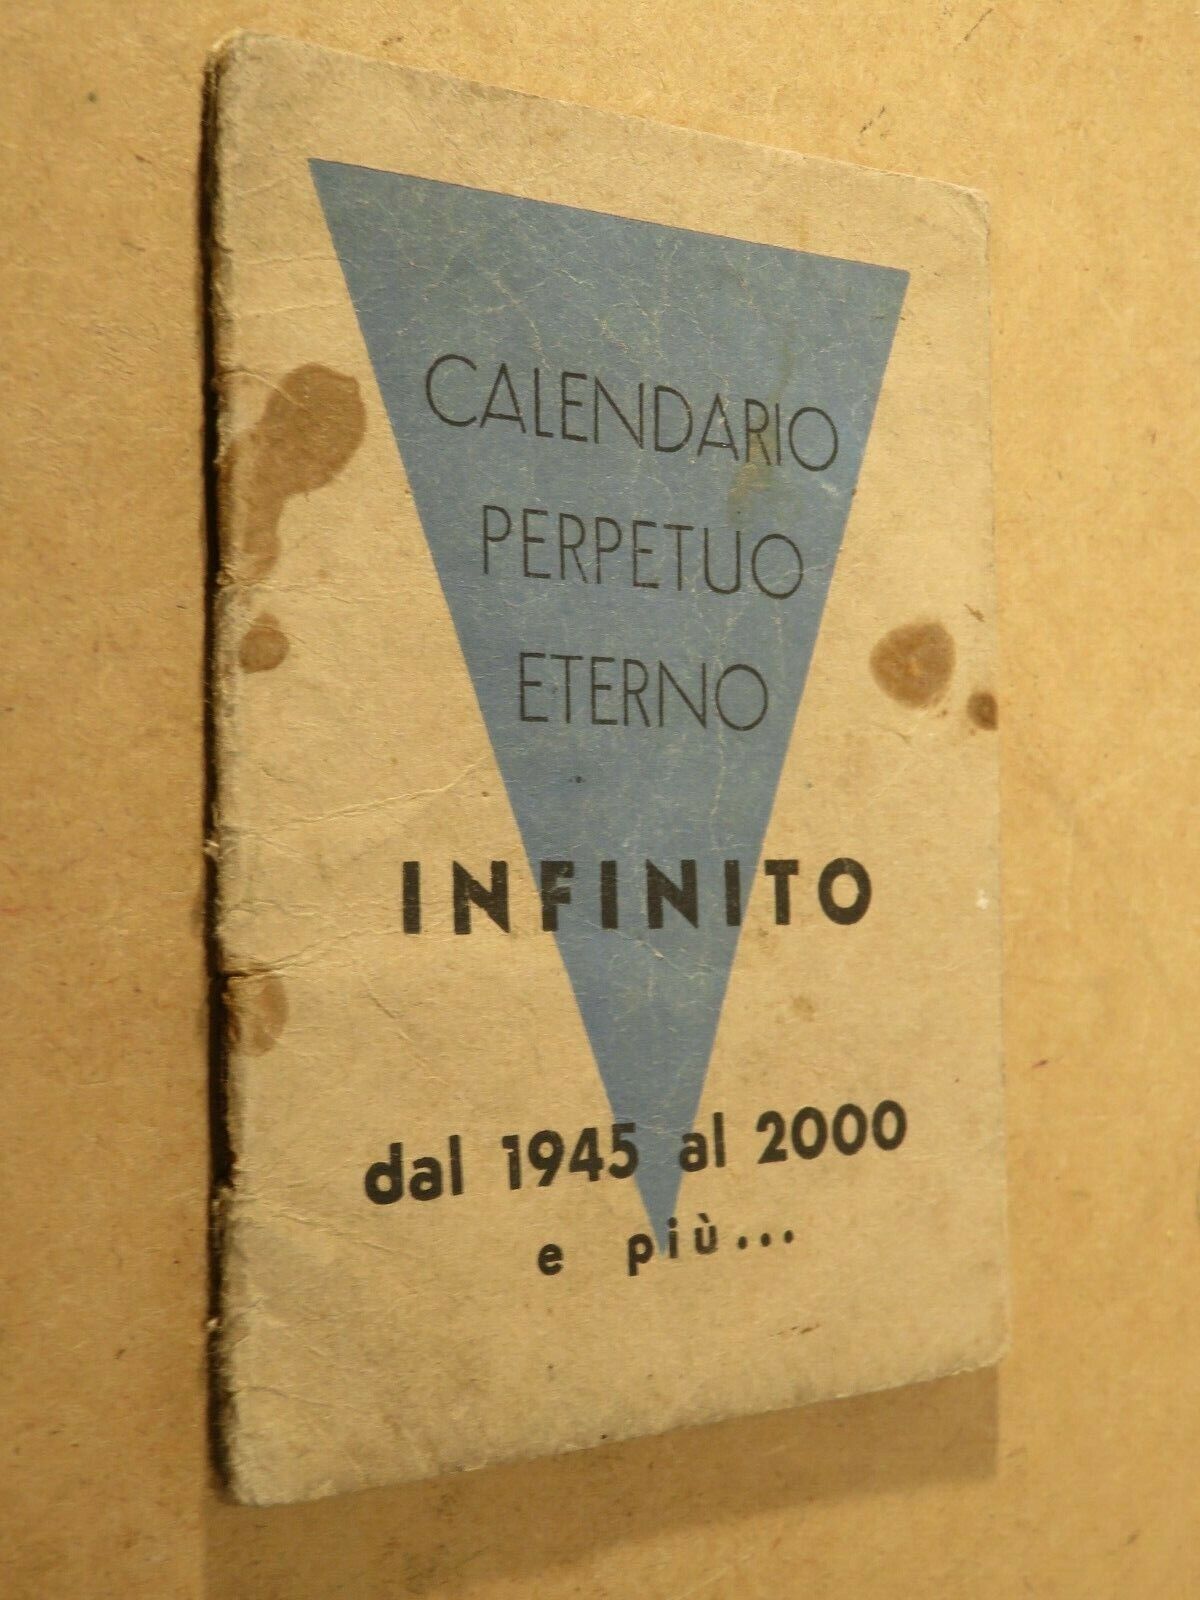 CALENDARIO
PERPETUO
ETERNO
INFINITO
dal 1945 al 2000
e più...